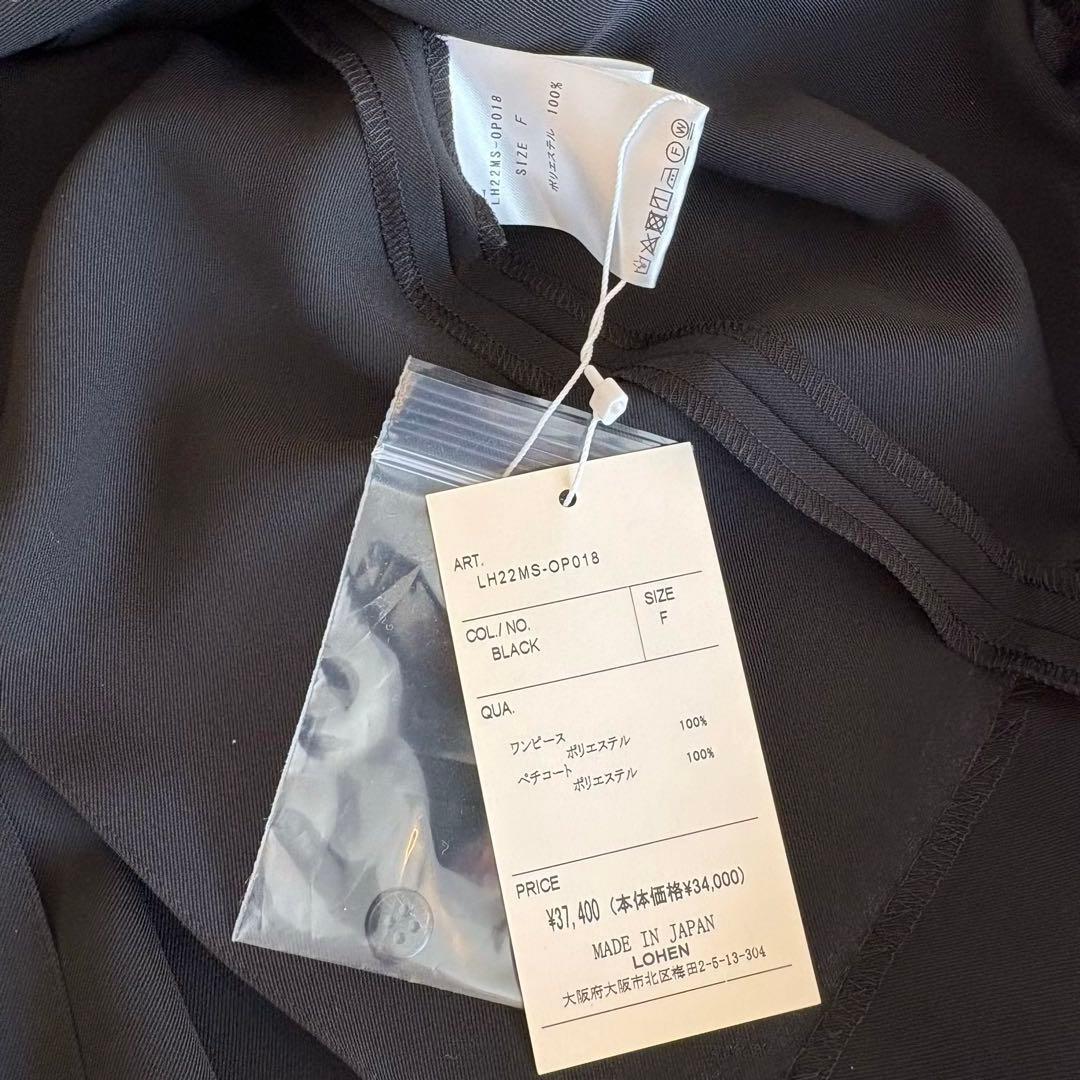 LH22MS-OP018
SIZE F
ポリエステル 100%
W
F
ART.
LH22MS-OP018
COL./NO.
BLACK
SIZE
F
QUA.
ワンピース
ポリエステル 100%
ペチコート
ポリエステル 100%
PRICE
¥37,400 (本体価格¥34,000)
MADE IN JAPAN
LOHEN
大阪府大阪市北区梅田2-5-13-304